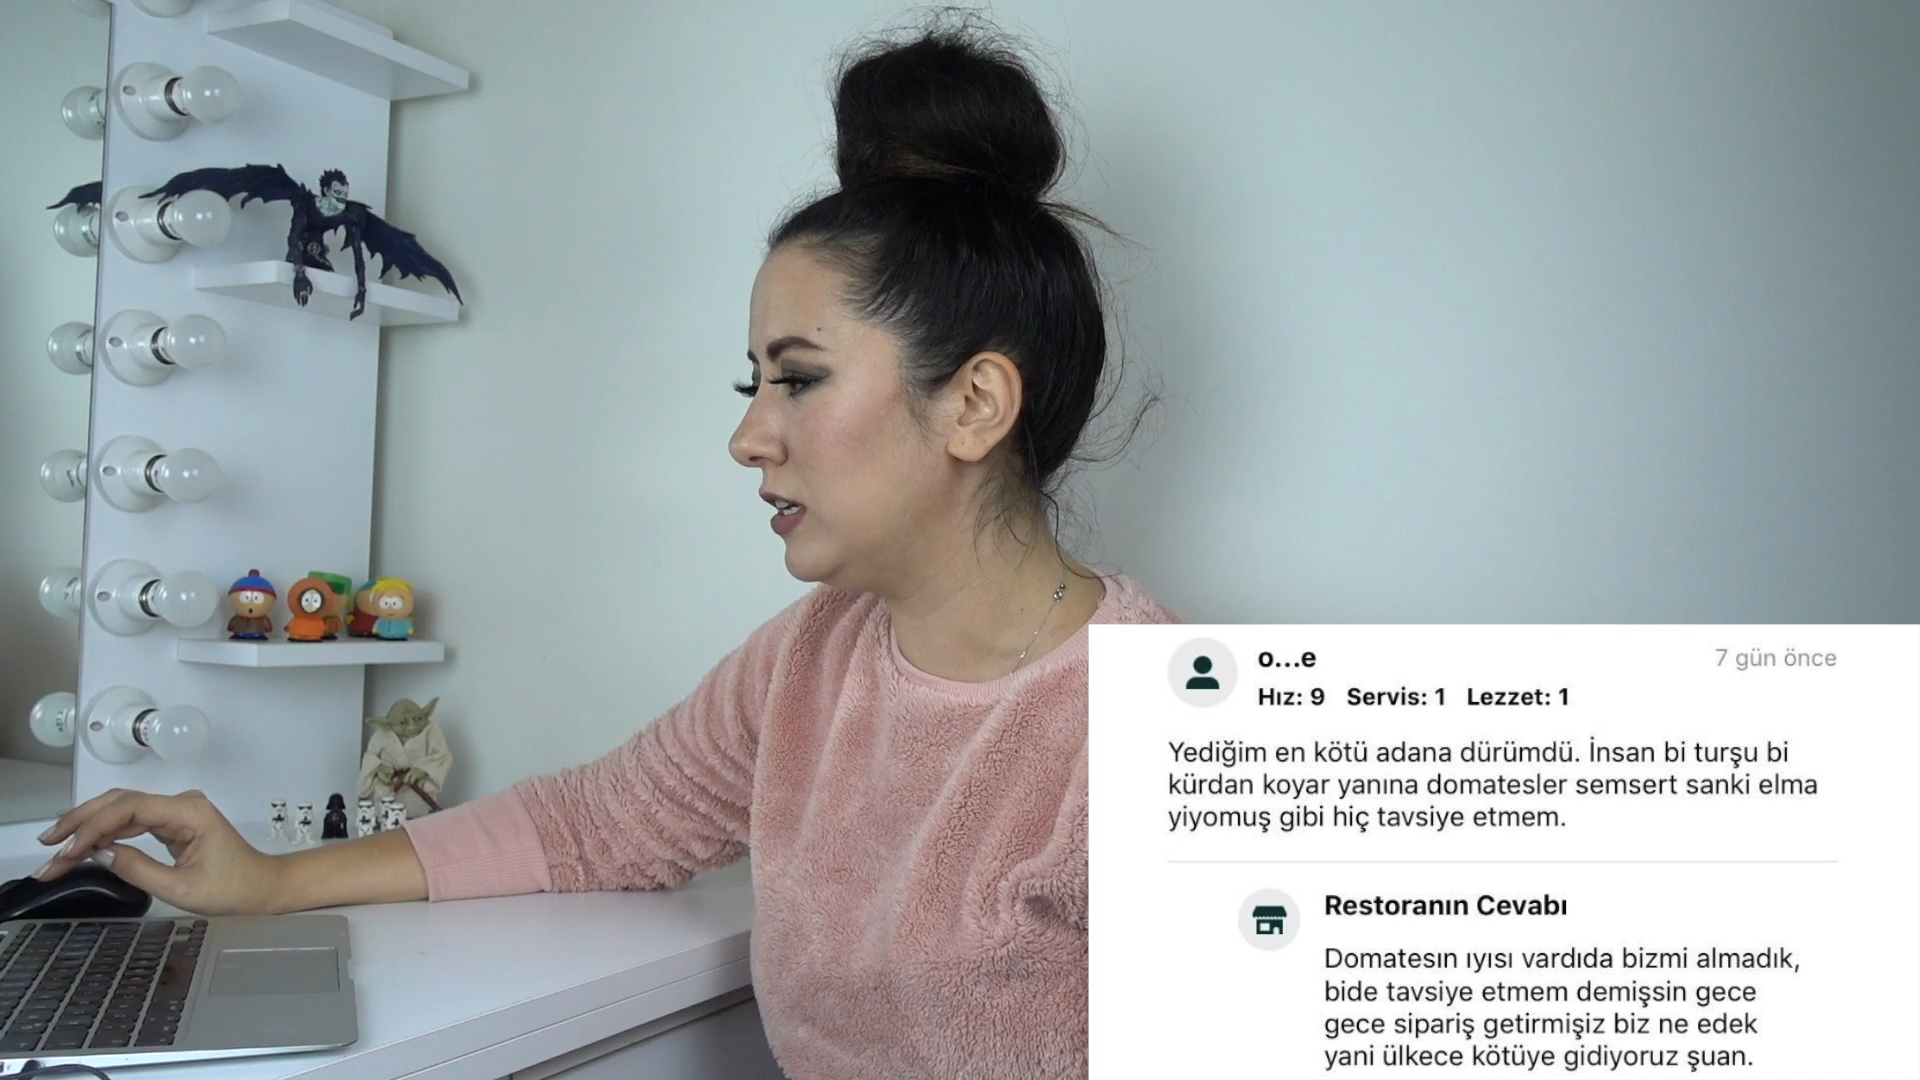 o...e
7 gün önce
Hız: 9 Servis: 1 Lezzet: 1
Yediğim en kötü adana dürümdü. İnsan bi turşu bi
kürdan koyar yanına domatesler semsert sanki elma
yiyomuş gibi hiç tavsiye etmem.
Restoranın Cevabı
Domatesın ıyısı vardıda bizmi almadık,
bide tavsiye etmem demişsin gece
gece sipariş getirmişiz biz ne edek
yani ülkece kötüye gidiyoruz şuan.